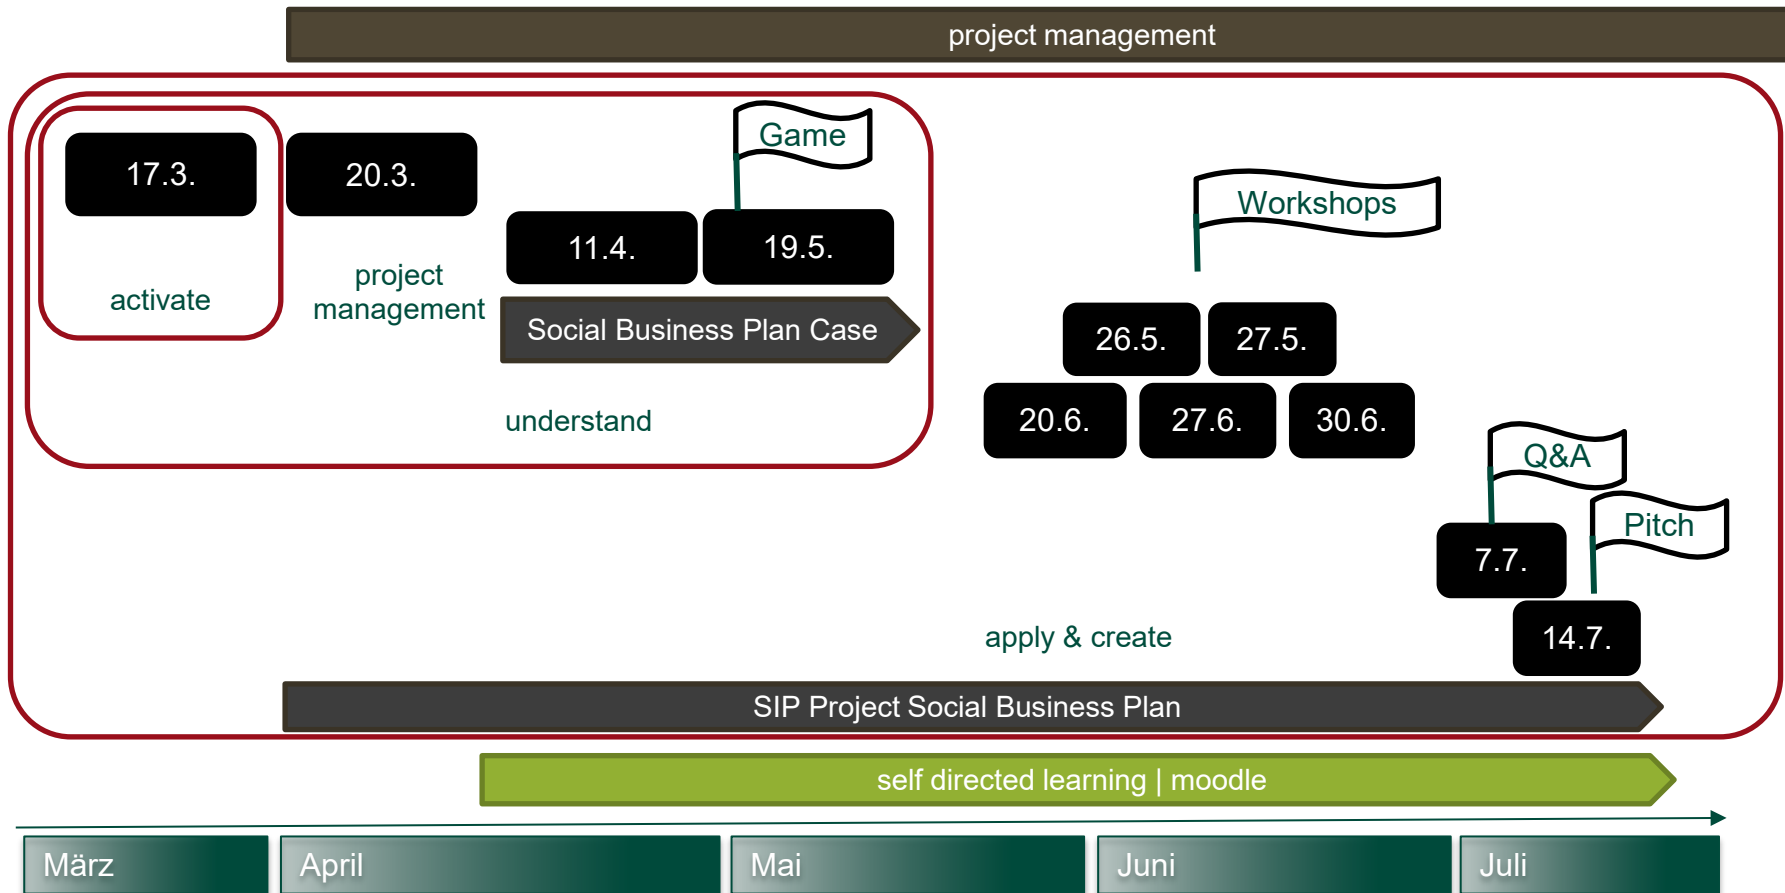 project management
Game
17.3.
20.3.
Workshops
11.4.
19.5.
project
management
activate
Social Business Plan Case
26.5.
27.5.
understand
20.6.
27.6.
30.6.
Q&A
Pitch
7.7.
apply & create
14.7.
SIP Project Social Business Plan
self directed learning | moodle
März
April
Mai
Juni
Juli